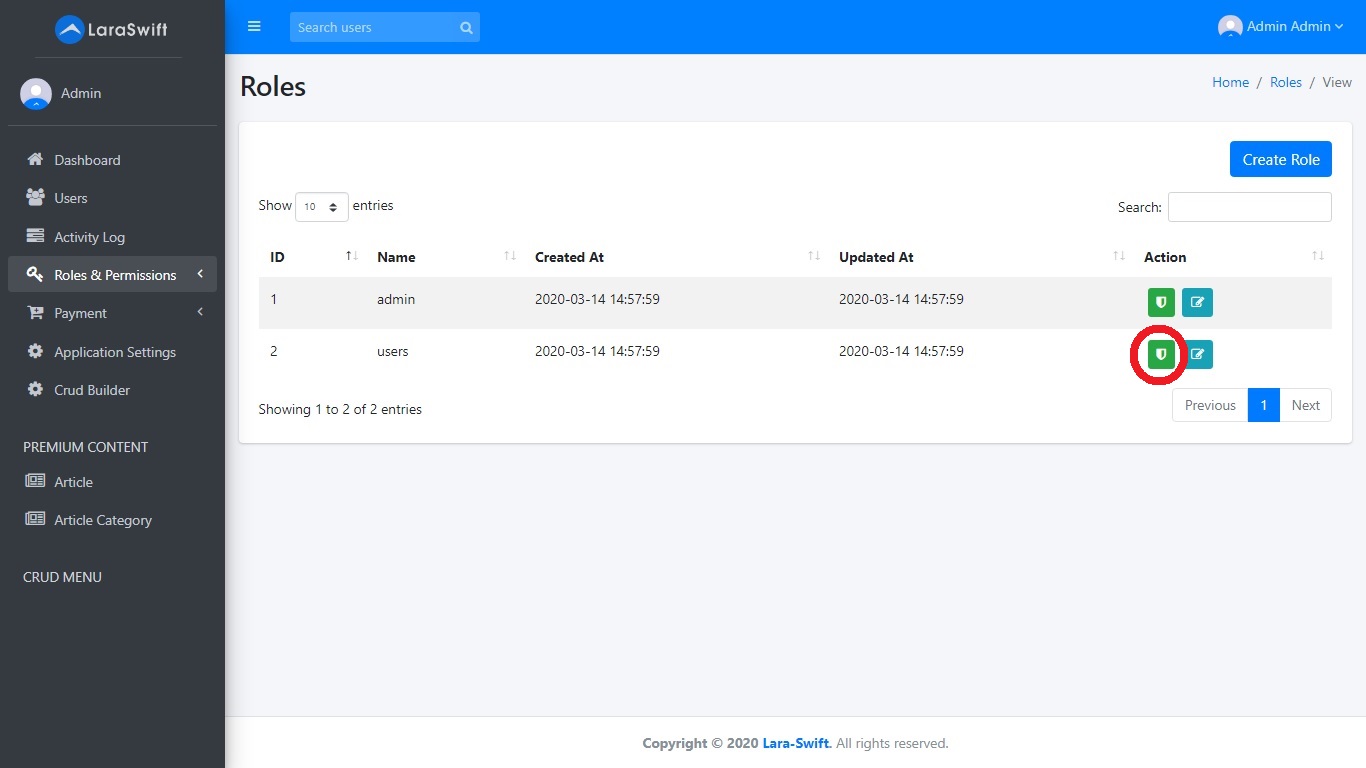 LaraSwift
Search users
Admin Admin
Admin
Dashboard
Users
Activity Log
Roles & Permissions
Payment
Application Settings
Crud Builder
PREMIUM CONTENT
Article
Article Category
CRUD MENU
Roles
Home / Roles / View
Create Role
Show 10 entries
Search:
ID Name Created At Updated At Action
1 admin 2020-03-14 14:57:59 2020-03-14 14:57:59
2 users 2020-03-14 14:57:59 2020-03-14 14:57:59
Showing 1 to 2 of 2 entries
Previous 1 Next
Copyright © 2020 Lara-Swift. All rights reserved.